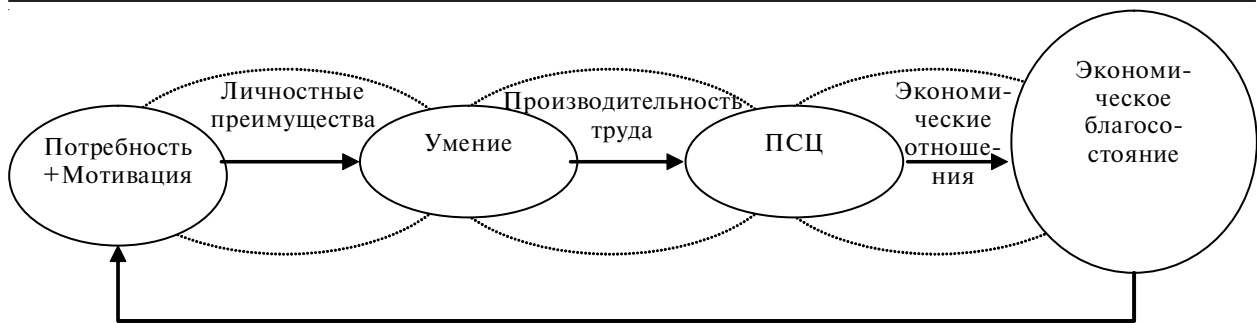 Потребность
+Мотивация
Личностные
преимущества
Умение
Производительность
труда
ПСЦ
Экономи-
ческие
отноше-
ния
Экономи-
ческое
благосо-
стояние